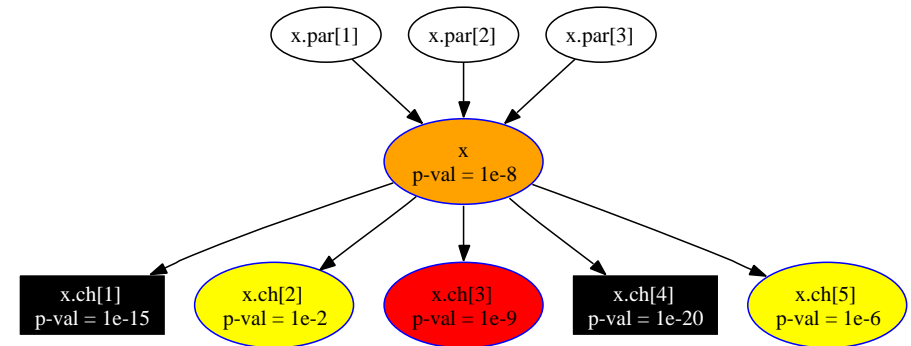 x.par[1]
x.par[2]
x.par[3]
x
p-val = 1e-8
x.ch[1]
p-val = 1e-15
x.ch[2]
p-val = 1e-2
x.ch[3]
p-val = 1e-9
x.ch[4]
p-val = 1e-20
x.ch[5]
p-val = 1e-6